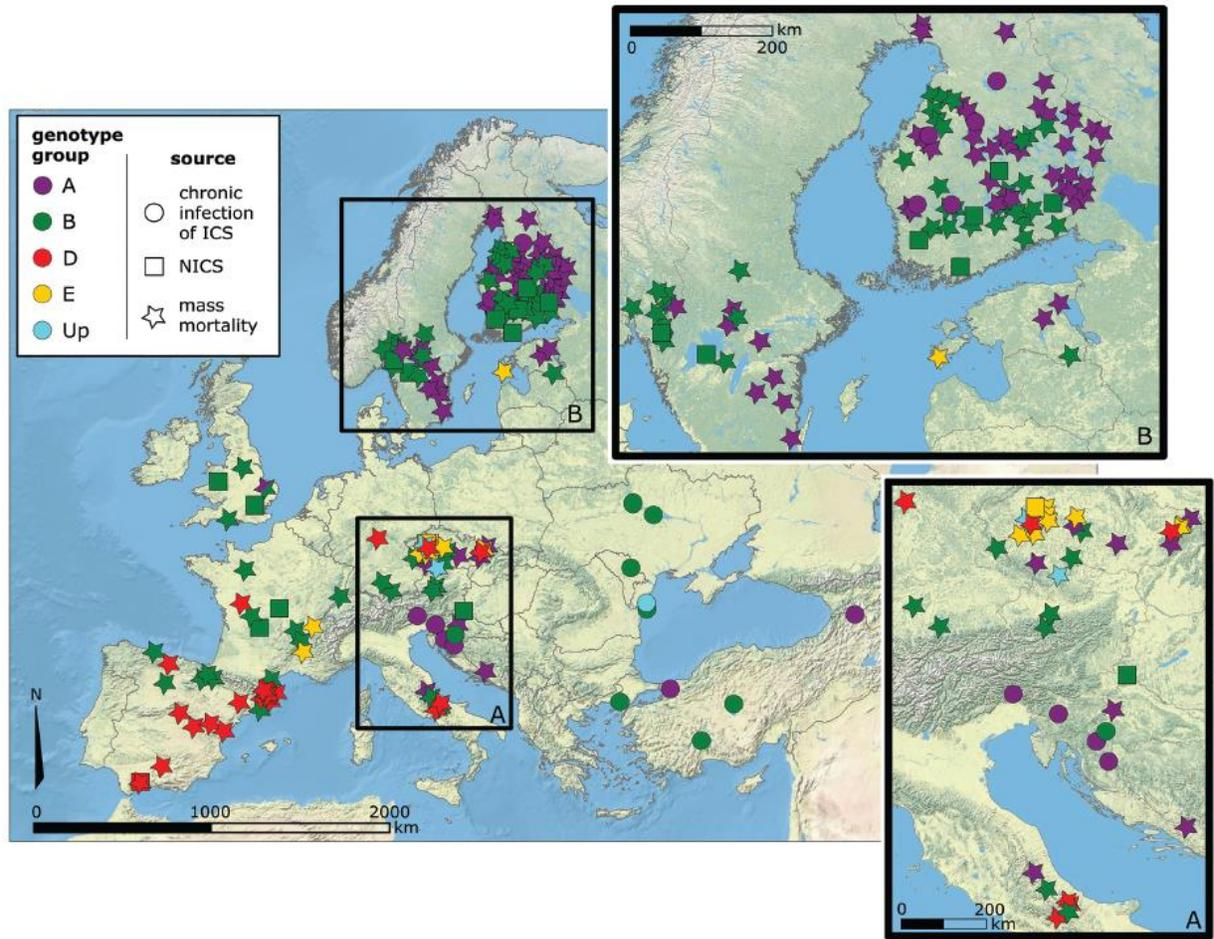 genotype
group
source
A
B
D
E
Up
chronic
infection
of ICS
NICS
mass
mortality
0 200 km
B
B
A
N
0 1000 2000
km
0 200
km
A